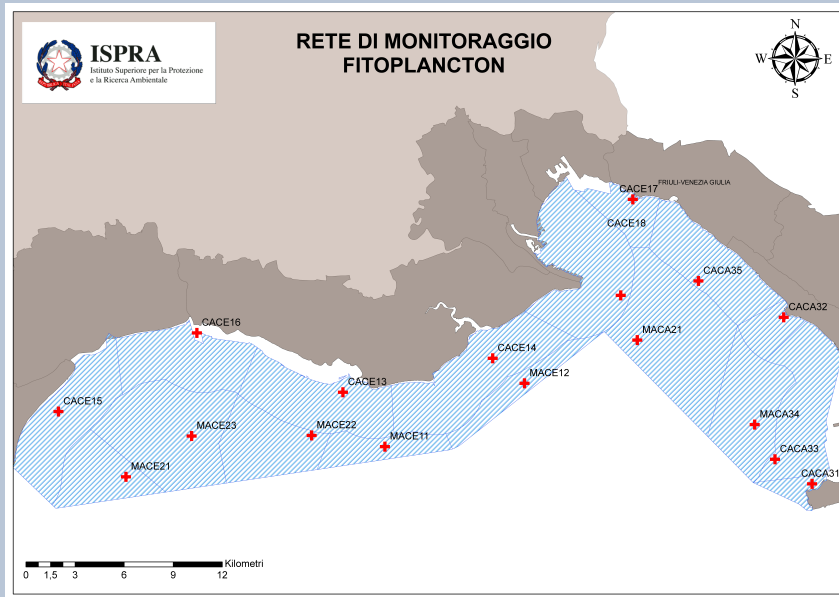 ISPRA
Istituto Superiore per la Protezione
e la Ricerca Ambientale
RETE DI MONITORAGGIO
FITOPLANCTON
N
W
E
S
CACE17
FRIULI-VENEZIA GIULIA
CACE18
CACA35
CACA32
CACE16
MACA21
CACE14
MACE12
CACE13
CACE15
MACA34
MACE23
MACE22
MACE11
CACA33
MACE21
CACA31
Kilometri
0 1,5 3 6 9 12